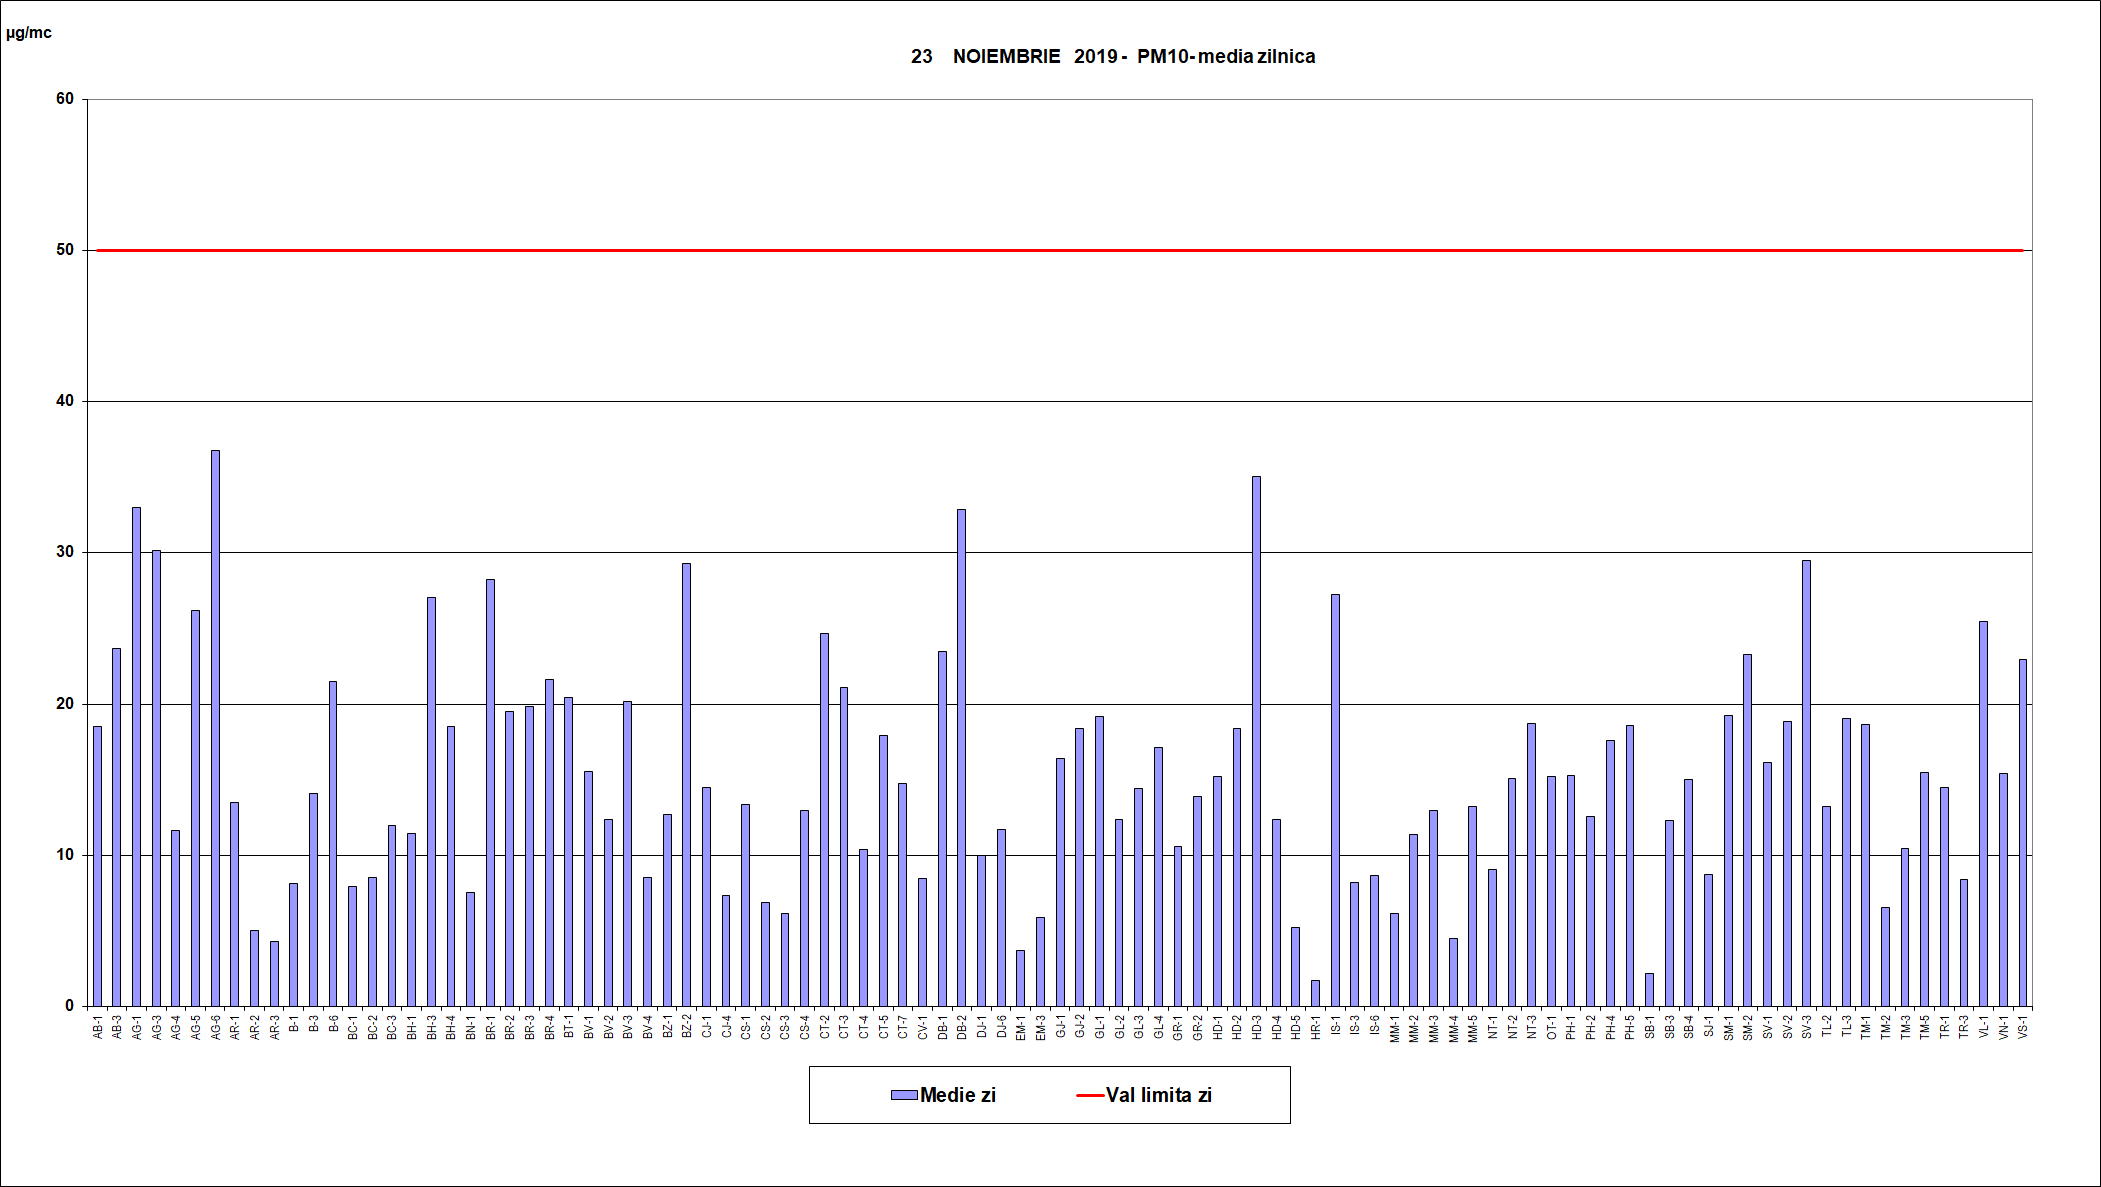 µg/mc
23 NOIEMBRIE 2019 - PM10- media zilnica
60
50
40
30
20
10
0
AB-1 AB-3 AG-1 AG-3 AG-4 AG-5 AG-6 AR-1 AR-2 AR-3 B-1 B-3 B-6 BC-1 BC-2 BC-3 BH-1 BH-3 BH-4 BN-1 BR-1 BR-2 BR-3 BR-4 BT-1 BV-1 BV-2 BV-3 BV-4 BZ-1 BZ-2 CJ-1 CJ-4 CS-1 CS-2 CS-3 CS-4 CT-2 CT-3 CT-4 CT-5 CT-7 CV-1 DB-1 DB-2 DJ-1 DJ-6 EM-1 EM-3 GJ-1 GJ-2 GL-1 GL-2 GL-3 GL-4 GR-1 GR-2 HD-1 HD-2 HD-3 HD-4 HD-5 HR-1 IS-1 IS-3 IS-6 MM-1 MM-2 MM-3 MM-4 MM-5 NT-1 NT-2 NT-3 OT-1 PH-1 PH-2 PH-4 PH-5 SB-1 SB-3 SB-4 SJ-1 SM-1 SM-2 SV-1 SV-2 SV-3 TL-2 TL-3 TM-1 TM-2 TM-3 TM-5 TR-1 TR-3 VL-1 VN-1 VS-1
Medie zi Val limita zi